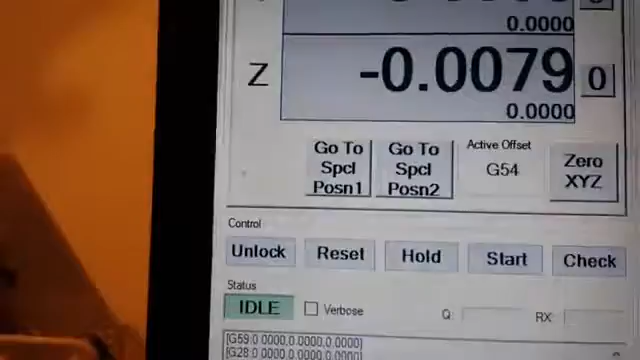 0.0000
Z -0.0079 0
0.0000
Go To Spcl Posn1
Go To Spcl Posn2
Active Offset
G54
Zero XYZ
Control
Unlock Reset Hold Start Check
Status
IDLE Verbose Q: RX:
[G59:0.0000,0.0000,0.0000]
[G28:0.0000,0.0000,0.0000]